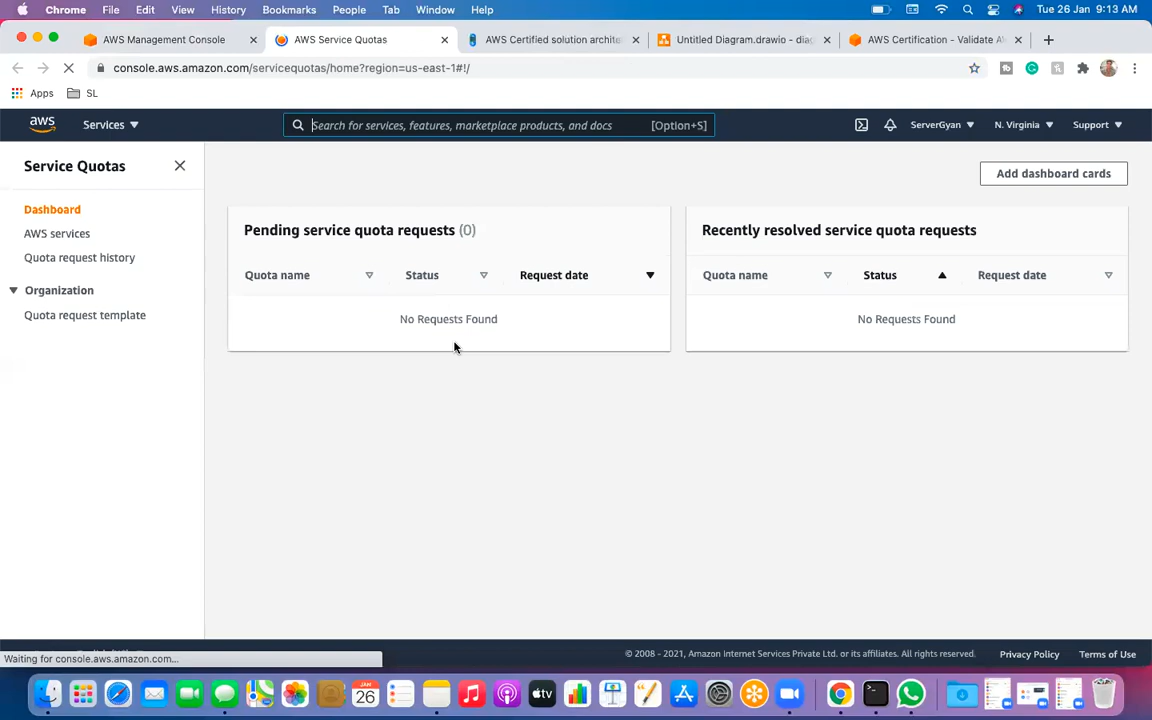 Chrome File Edit View History Bookmarks People Tab Window Help Tue 26 Jan 9:13 AM
AWS Management Console AWS Service Quotas AWS Certified solution archite Untitled Diagram.drawio - diag AWS Certification - Validate A
console.aws.amazon.com/servicequotas/home?region=us-east-1#!/
Apps SL
aws Services Search for services, features, marketplace products, and docs [Option+S] ServerGyan N. Virginia Support
Service Quotas
Add dashboard cards
Dashboard
AWS services
Quota request history
Organization
Quota request template
Pending service quota requests (0)
Quota name Status Request date
No Requests Found
Recently resolved service quota requests
Quota name Status Request date
No Requests Found
Waiting for console.aws.amazon.com...
© 2008 - 2021, Amazon Internet Services Private Ltd. or its affiliates. All rights reserved. Privacy Policy Terms of Use
JAN
26
tv